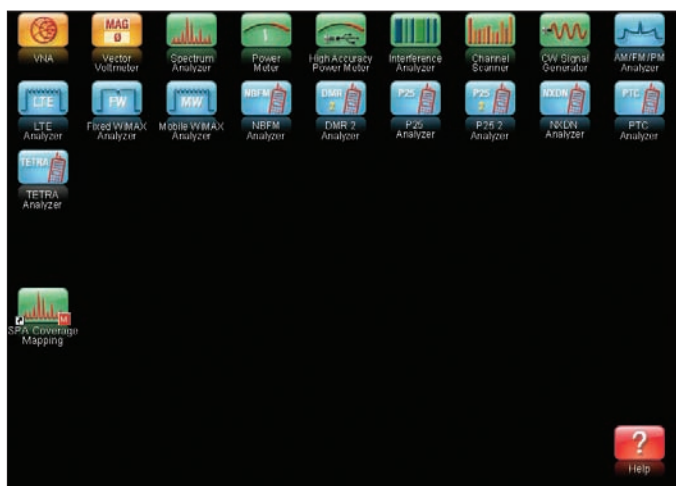 MAG
Ø
VNA
Vector
Voltmeter
Spectrum
Analyzer
Power
Meter
High Accuracy
Power Meter
Interference
Analyzer
Channel
Scanner
CW Signal
Generator
AM/FM/PM
Analyzer
LTE
LTE
Analyzer
FW
Fixed WiMAX
Analyzer
MW
Mobile WiMAX
Analyzer
NBFM
NBFM
Analyzer
DMR
2
DMR 2
Analyzer
P25
P25
Analyzer
P25
2
P25 2
Analyzer
NXDN
NXDN
Analyzer
PTC
PTC
Analyzer
TETRA
TETRA
Analyzer
M
SPA Coverage
Mapping
?
Help